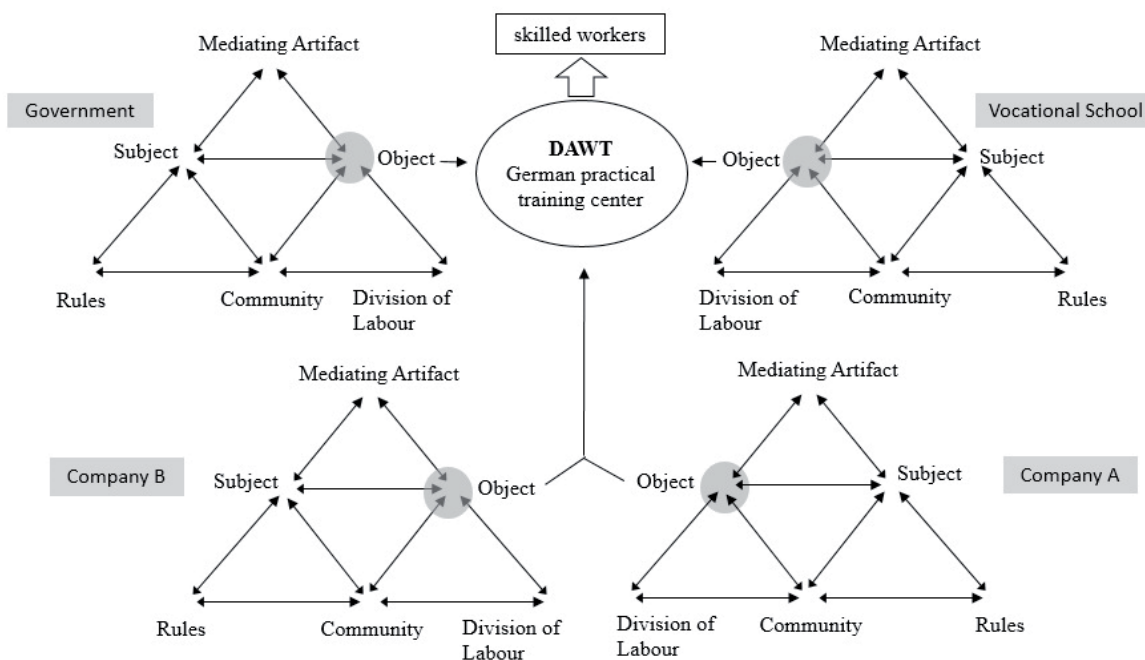 skilled workers
Mediating Artifact
Mediating Artifact
Government
Vocational School
Subject
Object
DAWT
German practical
training center
Object
Subject
Rules
Community
Division of
Labour
Division of
Labour
Community
Rules
Mediating Artifact
Mediating Artifact
Company B
Subject
Object
Object
Subject
Company A
Rules
Community
Division of
Labour
Division of
Labour
Community
Rules